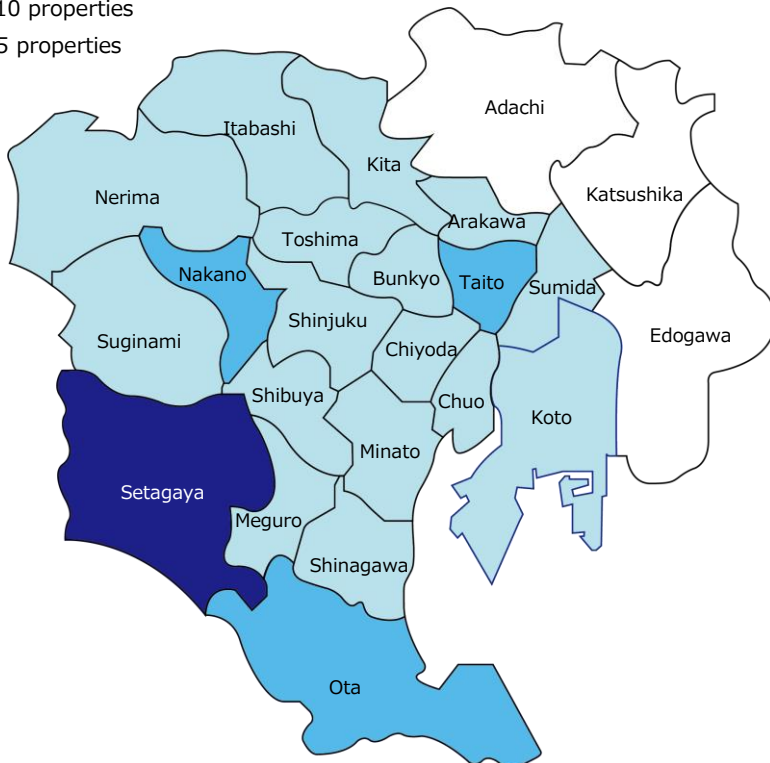 10 properties
5 properties
Adachi
Itabashi
Kita
Katsushika
Nerima
Arakawa
Toshima
Nakano
Bunkyo
Taito
Sumida
Shinjuku
Edogawa
Suginami
Chiyoda
Shibuya
Chuo
Koto
Minato
Setagaya
Meguro
Shinagawa
Ota